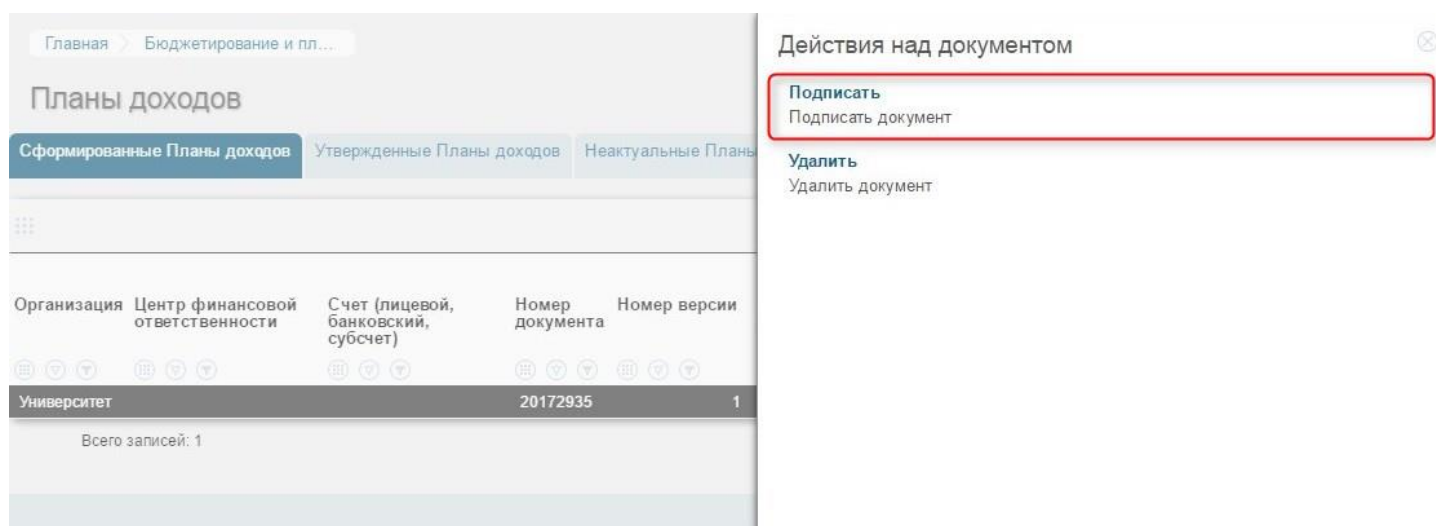 Главная Бюджетирование и пл...
Планы доходов
Сформированные Планы доходов Утвержденные Планы доходов Неактуальные Планы
Организация Центр финансовой Счет (лицевой, Номер Номер версии
ответственности банковский, документа
субсчет)
Университет 20172935 1
Всего записей: 1
Действия над документом
Подписать
Подписать документ
Удалить
Удалить документ